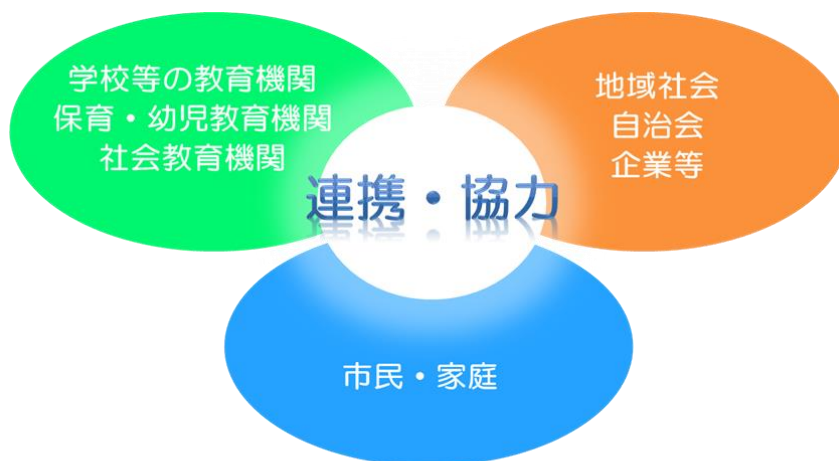 学校等の教育機関
保育・幼児教育機関
社会教育機関
地域社会
自治会
企業等
連携・協力
市民・家庭